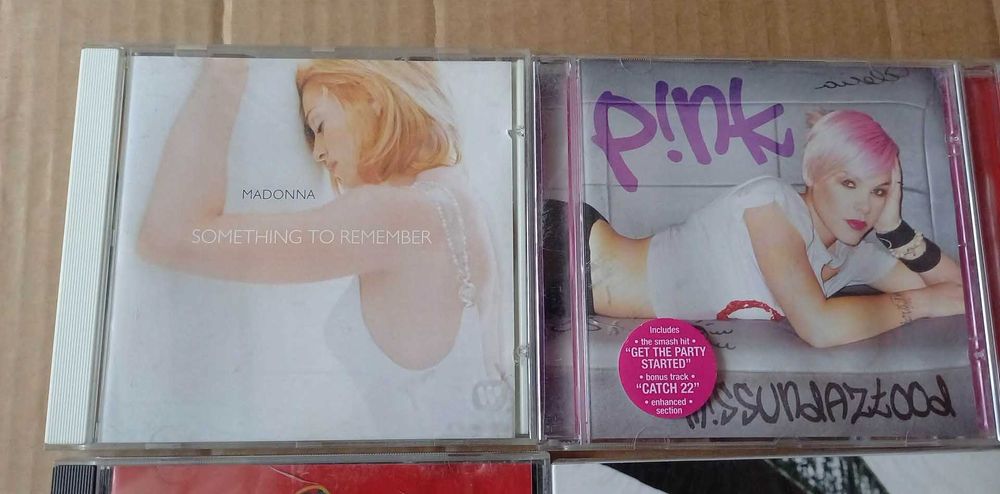 MADONNA
SOMETHING TO REMEMBER
P!nk
Includes
• the smash hit •
"GET THE PARTY
STARTED"
• bonus track •
"CATCH 22"
• enhanced
section
M!ssundaztood